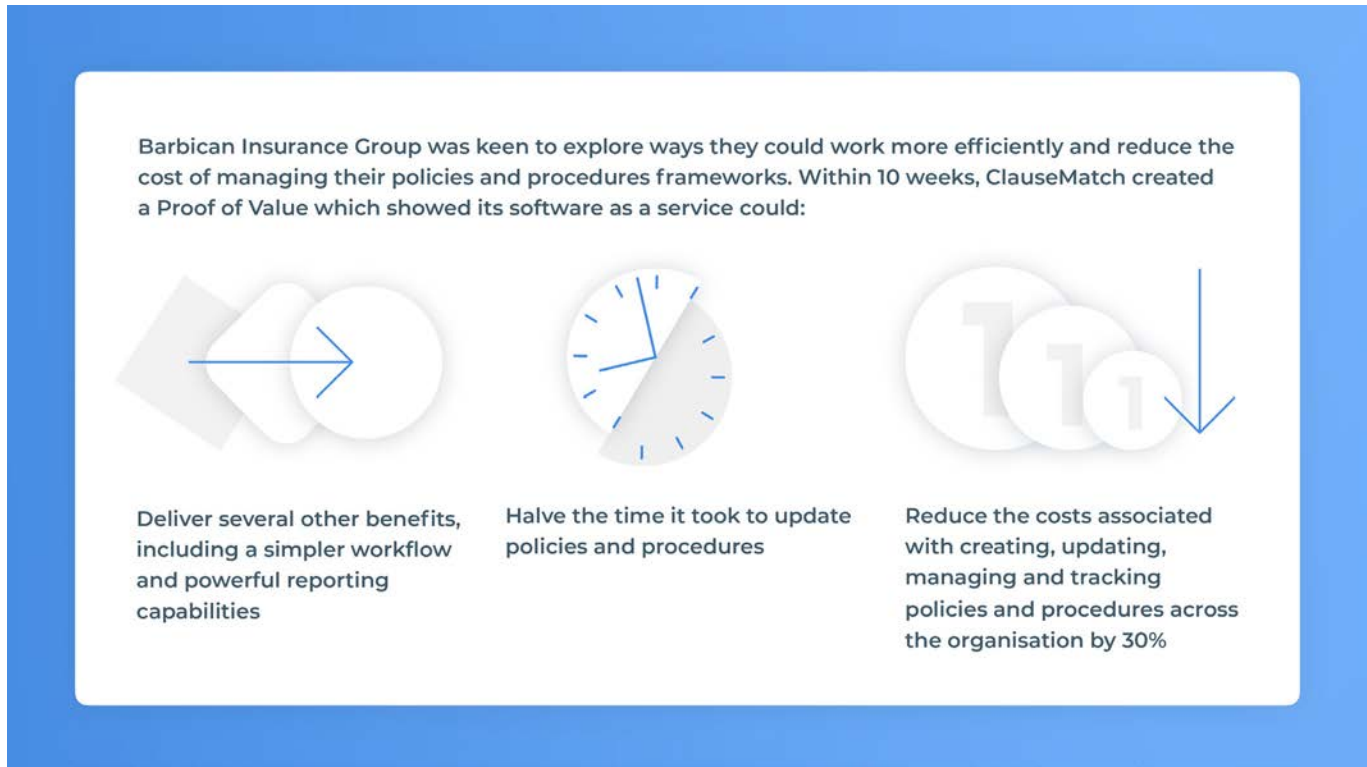 Barbican Insurance Group was keen to explore ways they could work more efficiently and reduce the
cost of managing their policies and procedures frameworks. Within 10 weeks, ClauseMatch created
a Proof of Value which showed its software as a service could:
1
1
1
Deliver several other benefits,
including a simpler workflow
and powerful reporting
capabilities
Halve the time it took to update
policies and procedures
Reduce the costs associated
with creating, updating,
managing and tracking
policies and procedures across
the organisation by 30%